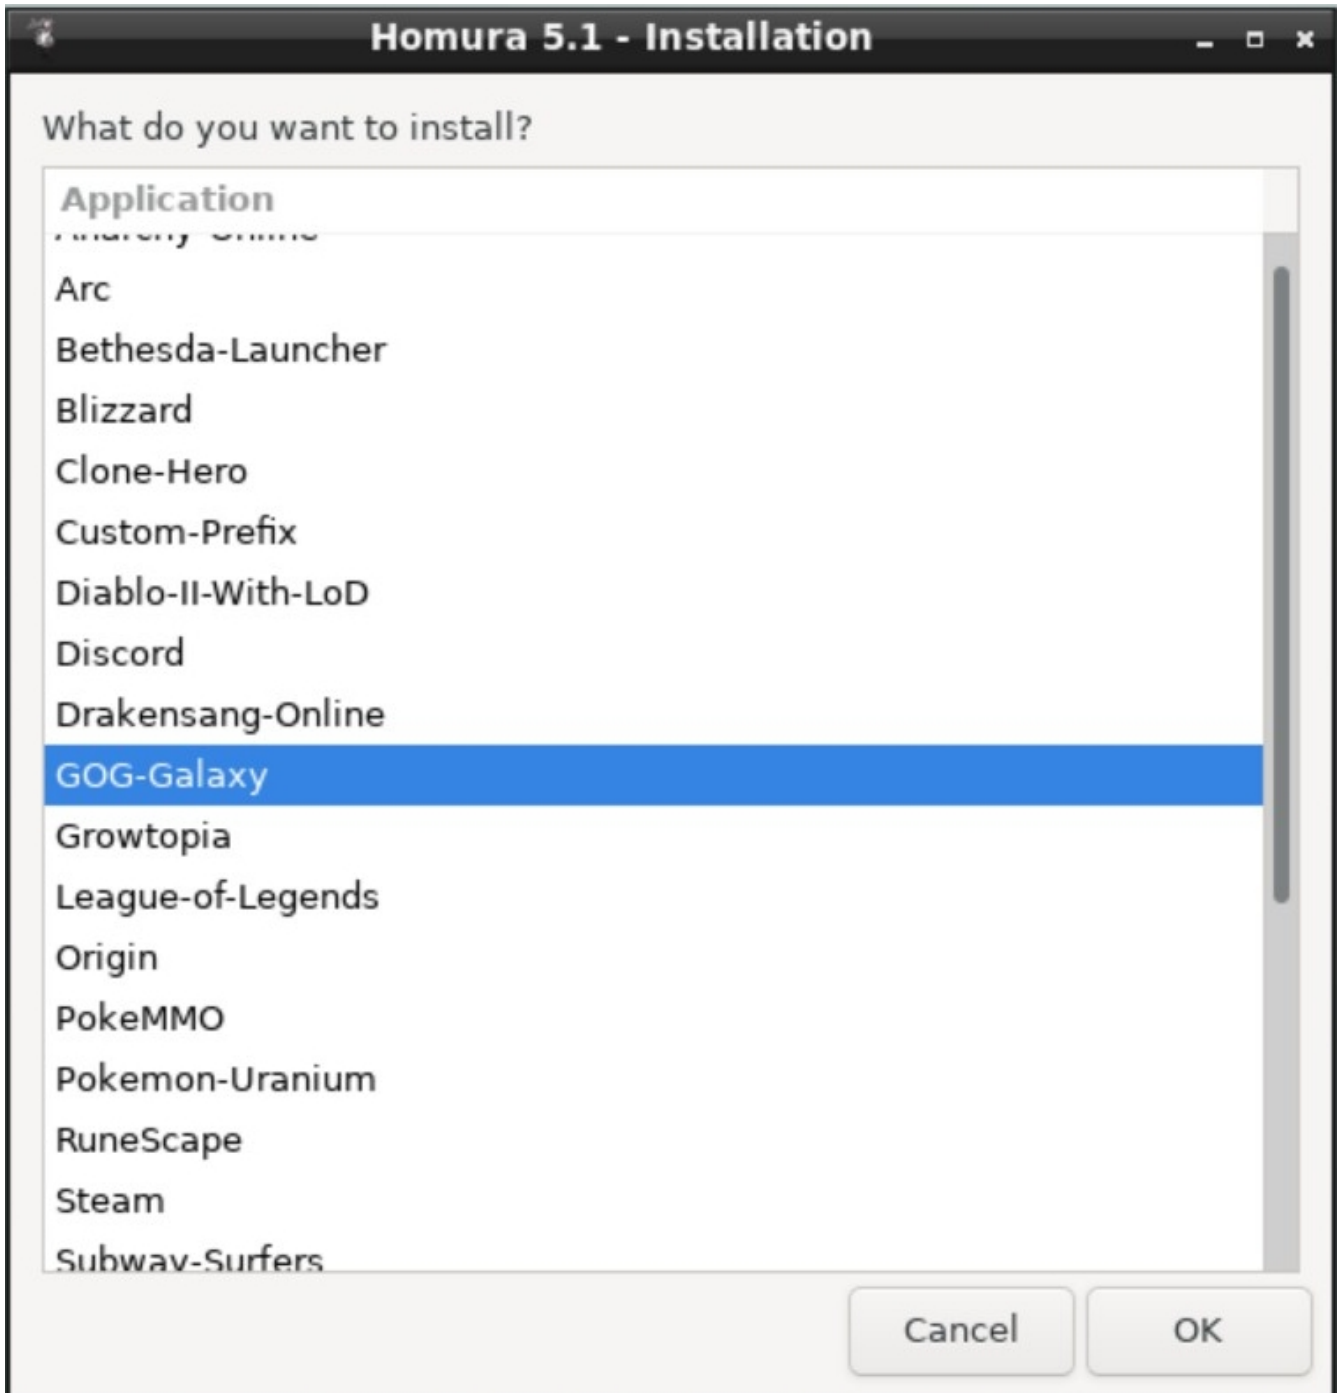 Homura 5.1 - Installation
What do you want to install?
Application
Anarchy-Online
Arc
Bethesda-Launcher
Blizzard
Clone-Hero
Custom-Prefix
Diablo-II-With-LoD
Discord
Drakensang-Online
GOG-Galaxy
Growtopia
League-of-Legends
Origin
PokeMMO
Pokemon-Uranium
RuneScape
Steam
Subway-Surfers
Cancel
OK